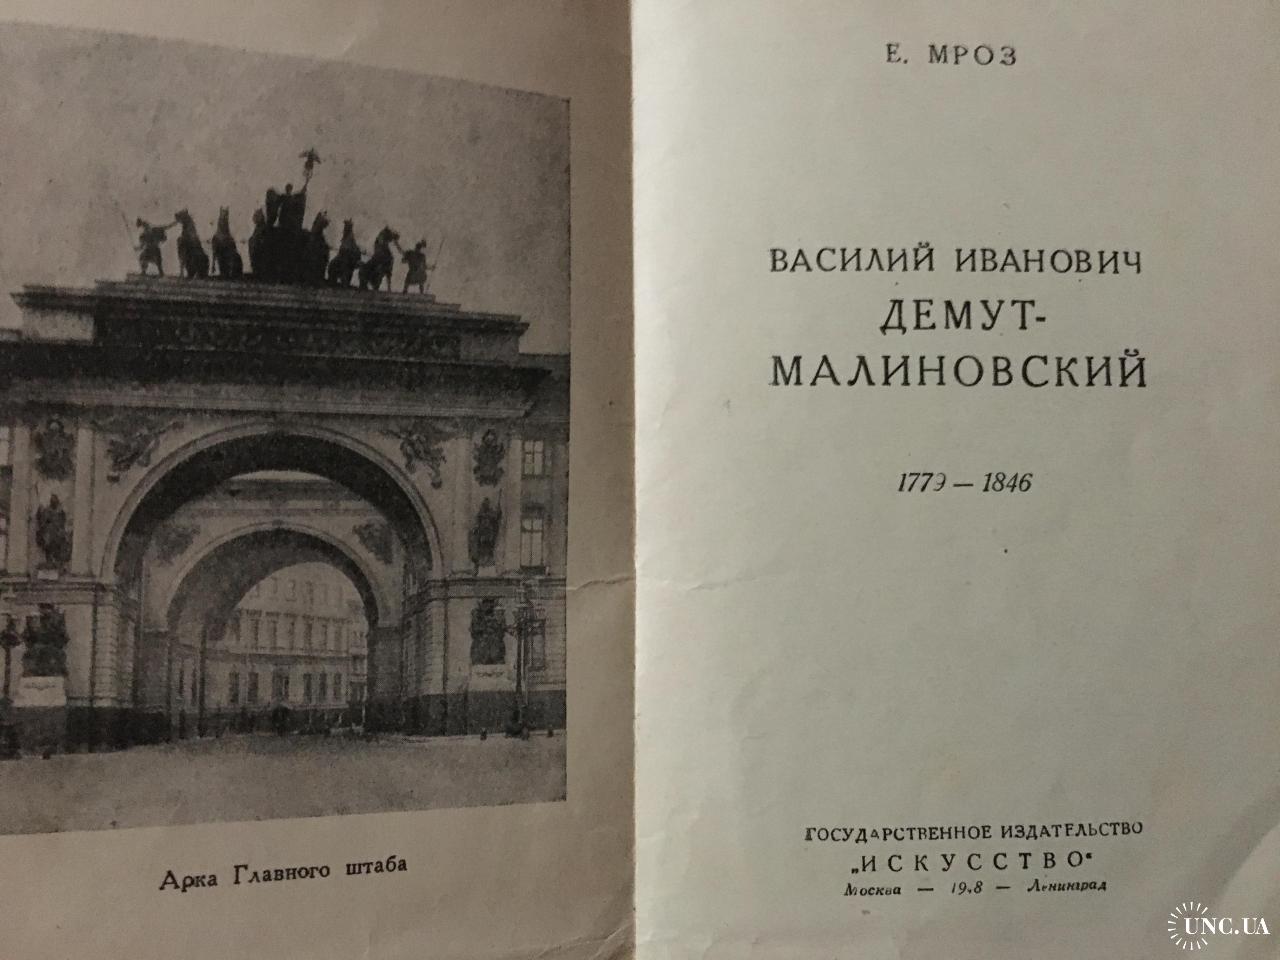 Арка Главного штаба
Е. МРОЗ
ВАСИЛИЙ ИВАНОВИЧ
ДЕМУТ-
МАЛИНОВСКИЙ
1779 — 1846
ГОСУДАРСТВЕННОЕ ИЗДАТЕЛЬСТВО
„ИСКУССТВО“
Москва — — Ленинград
UNC.UA